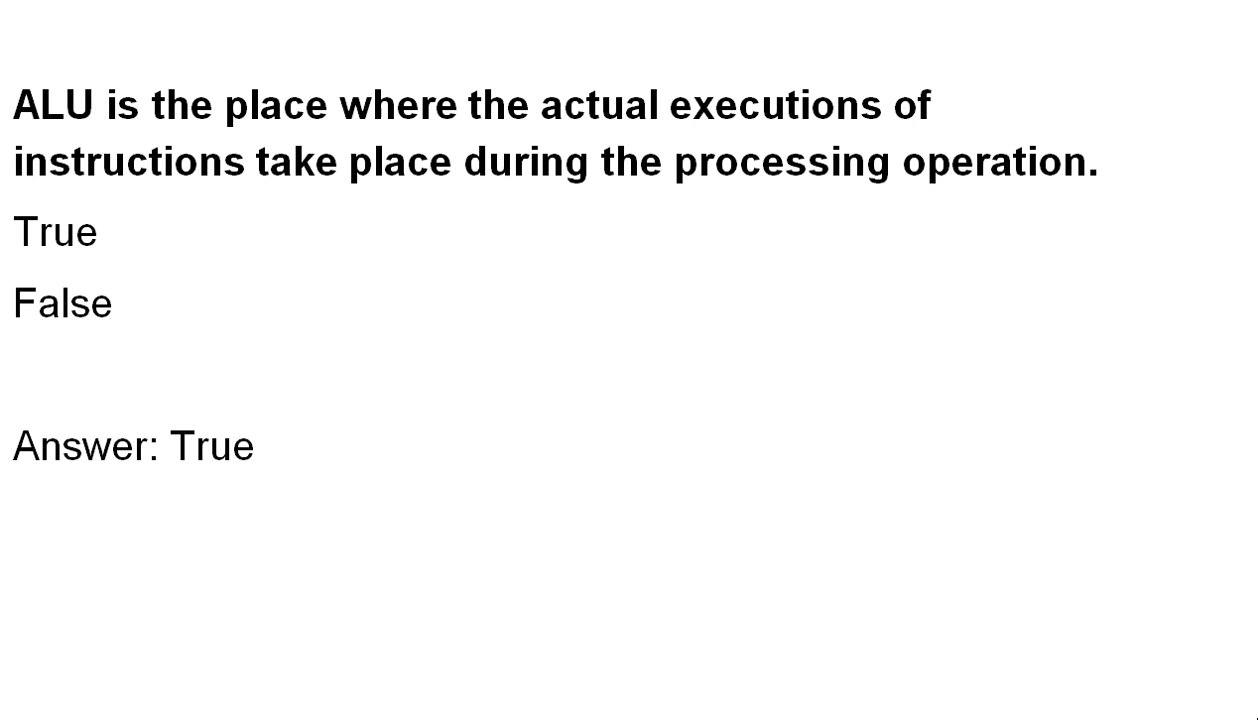 ALU is the place where the actual executions of
instructions take place during the processing operation.
True
False
Answer: True